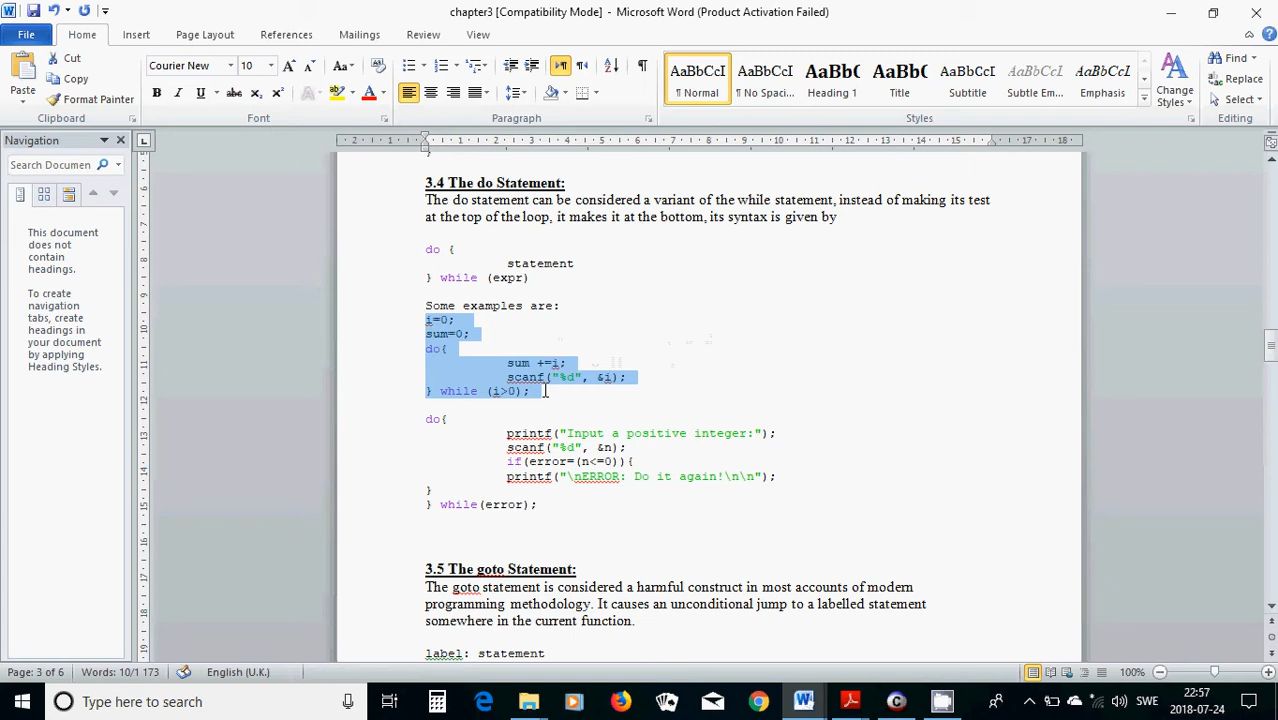 chapter3 [Compatibility Mode] - Microsoft Word (Product Activation Failed)
File Home Insert Page Layout References Mailings Review View
Paste Cut
Copy
Format Painter
Courier New 10
AaBbCcI AaBbCcI AaBb( AaBb( AaBbCcI AaBbCcI AaBbCcI
¶ Normal ¶ No Spaci... Heading 1 Title Subtitle Subtle Em... Emphasis
Change Styles
Find
Replace
Select
Clipboard Font Paragraph Styles Editing
Navigation
Search Documen
This document does not contain headings.
To create navigation tabs, create headings in your document by applying Heading Styles.
}
3.4 The do Statement:
The do statement can be considered a variant of the while statement, instead of making its test
at the top of the loop, it makes it at the bottom, its syntax is given by
do {
statement
} while (expr)
Some examples are:
i=0;
sum=0;
do{
sum +=i;
scanf("%d", &i);
} while (i>0);
do{
printf("Input a positive integer:");
scanf("%d", &n);
if(error=(n<=0)){
printf("\nERROR: Do it again!\n\n");
}
} while(error);
3.5 The goto Statement:
The goto statement is considered a harmful construct in most accounts of modern
programming methodology. It causes an unconditional jump to a labelled statement
somewhere in the current function.
label: statement
Page: 3 of 6 Words: 10/1 173 English (U.K.) 100%
Type here to search
SWE
22:57
2018-07-24